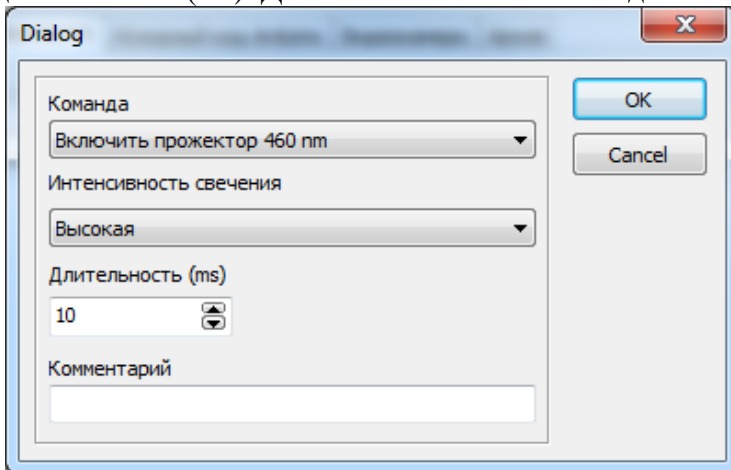 Dialog
Команда
Включить прожектор 460 nm
Интенсивность свечения
Высокая
Длительность (ms)
10
Комментарий
OK
Cancel